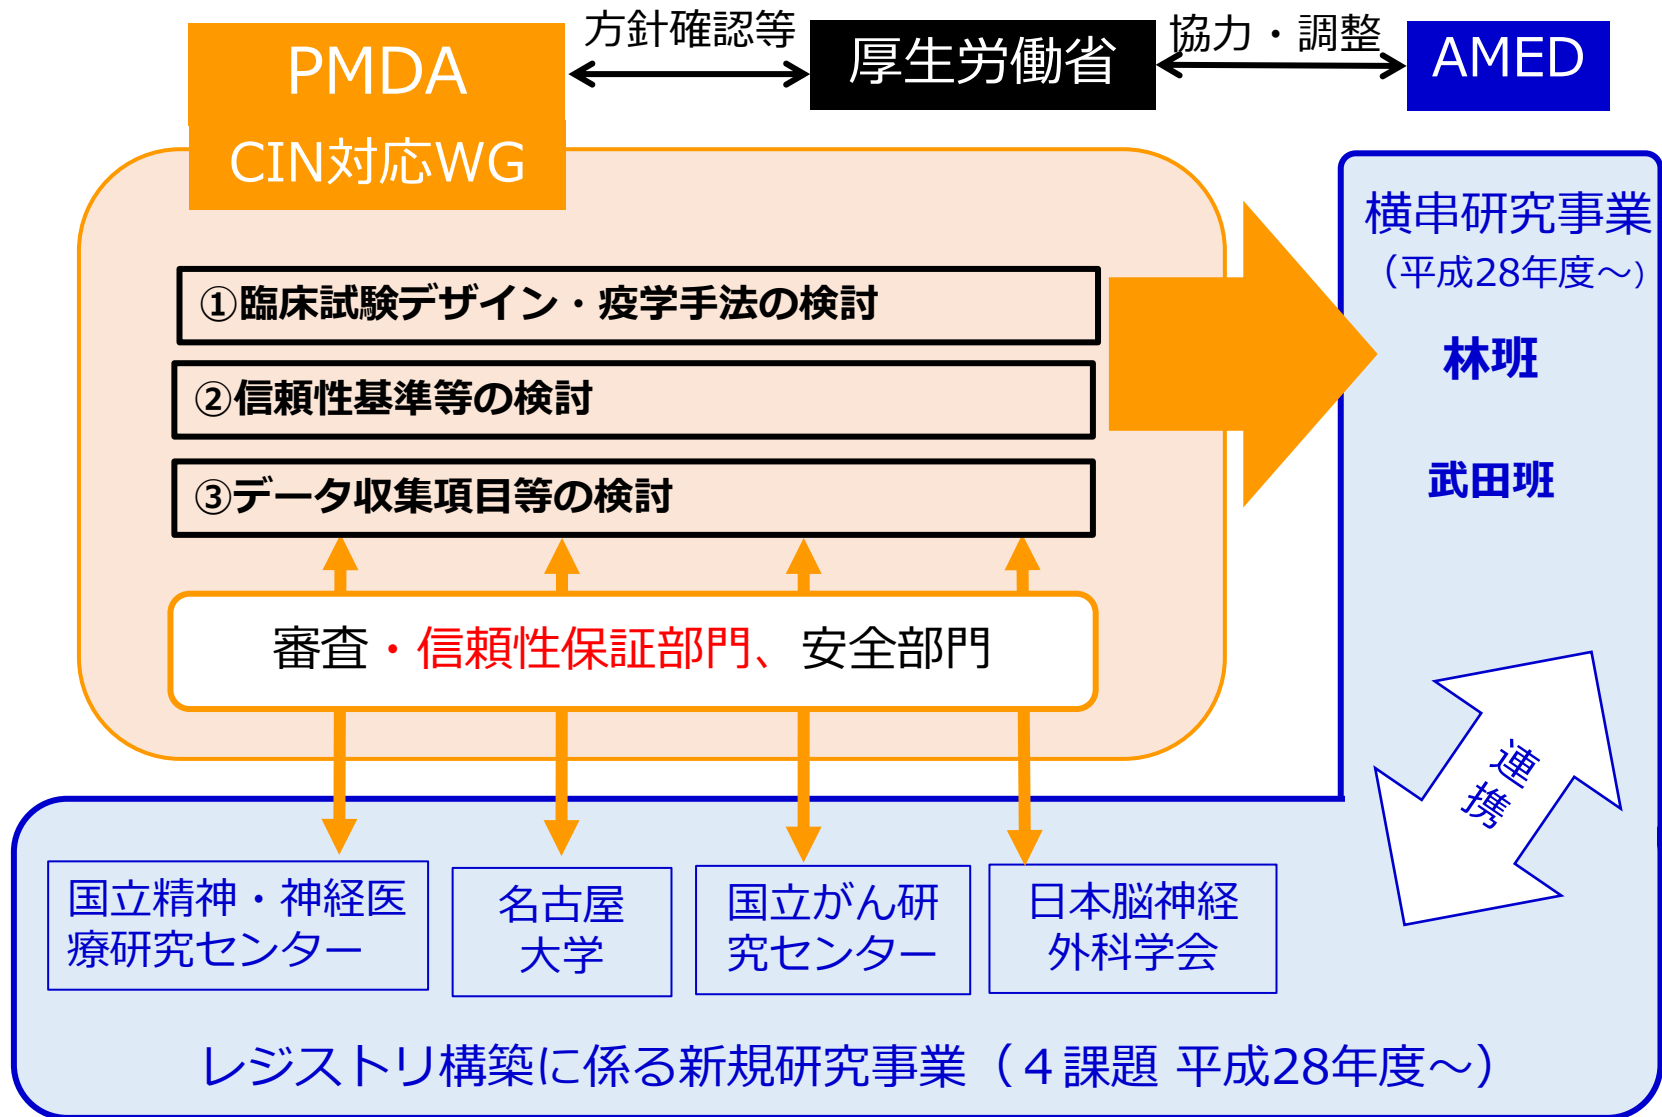 PMDA
方針確認等
厚生労働省
協力・調整
AMED
CIN対応WG
①臨床試験デザイン・疫学手法の検討
②信頼性基準等の検討
③データ収集項目等の検討
審査・信頼性保証部門、安全部門
横串研究事業
（平成28年度～）
林班
武田班
連
携
国立精神・神経医
療研究センター
名古屋
大学
国立がん研
究センター
日本脳神経
外科学会
レジストリ構築に係る新規研究事業（４課題 平成28年度～）